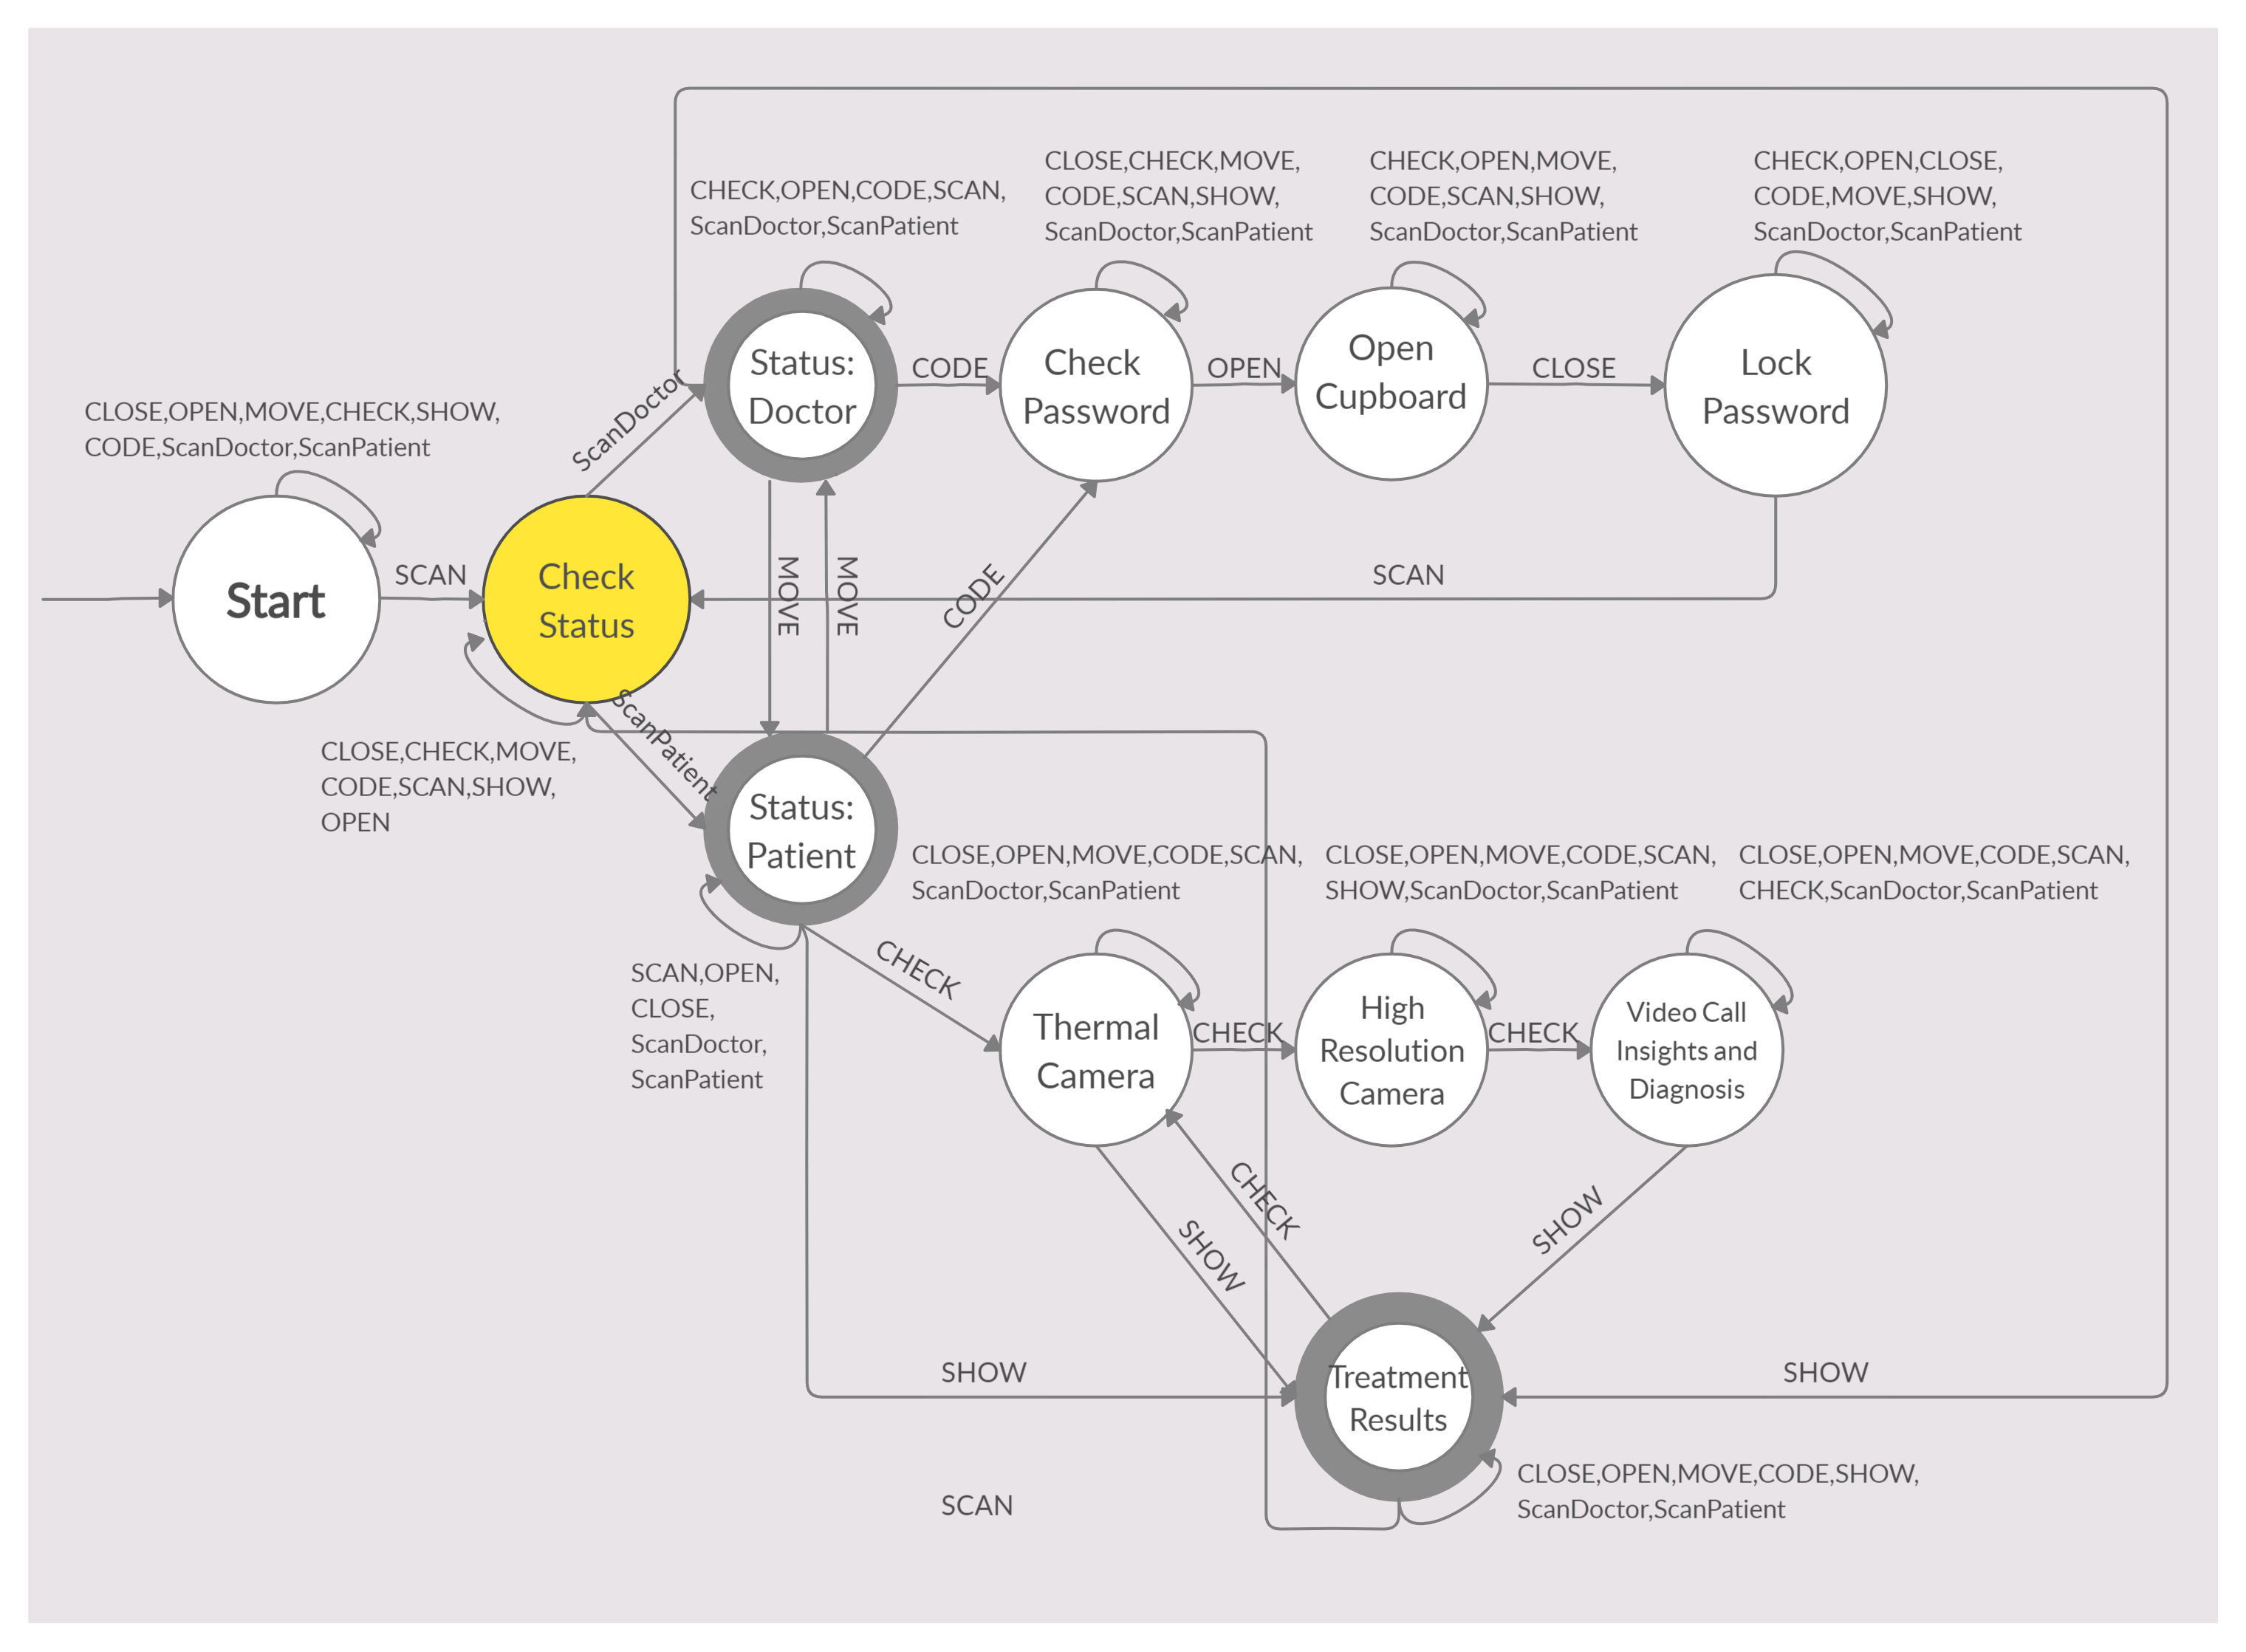 CLOSE,CHECK,MOVE,
CODE,SCAN,SHOW,
ScanDoctor,ScanPatient
CHECK,OPEN,MOVE,
CODE,SCAN,SHOW,
ScanDoctor,ScanPatient
CHECK,OPEN,CLOSE,
CODE,MOVE,SHOW,
ScanDoctor,ScanPatient
CHECK,OPEN,CODE,SCAN,
ScanDoctor,ScanPatient
Status:
Doctor
CODE
Check
Password
OPEN
Open
Cupboard
CLOSE
Lock
Password
ScanDoctor
CLOSE,OPEN,MOVE,CHECK,SHOW,
CODE,ScanDoctor,ScanPatient
Start
SCAN
Check
Status
MOVE
MOVE
CODE
SCAN
ScanPatient
CLOSE,CHECK,MOVE,
CODE,SCAN,SHOW,
OPEN
Status:
Patient
CLOSE,OPEN,MOVE,CODE,SCAN,
ScanDoctor,ScanPatient
CLOSE,OPEN,MOVE,CODE,SCAN,
SHOW,ScanDoctor,ScanPatient
CLOSE,OPEN,MOVE,CODE,SCAN,
CHECK,ScanDoctor,ScanPatient
SCAN,OPEN,
CLOSE,
ScanDoctor,
ScanPatient
CHECK
Thermal
Camera
CHECK
High
Resolution
Camera
CHECK
Video Call
Insights and
Diagnosis
CHECK
SHOW
SHOW
SHOW
Treatment
Results
SHOW
CLOSE,OPEN,MOVE,CODE,SHOW,
ScanDoctor,ScanPatient
SCAN